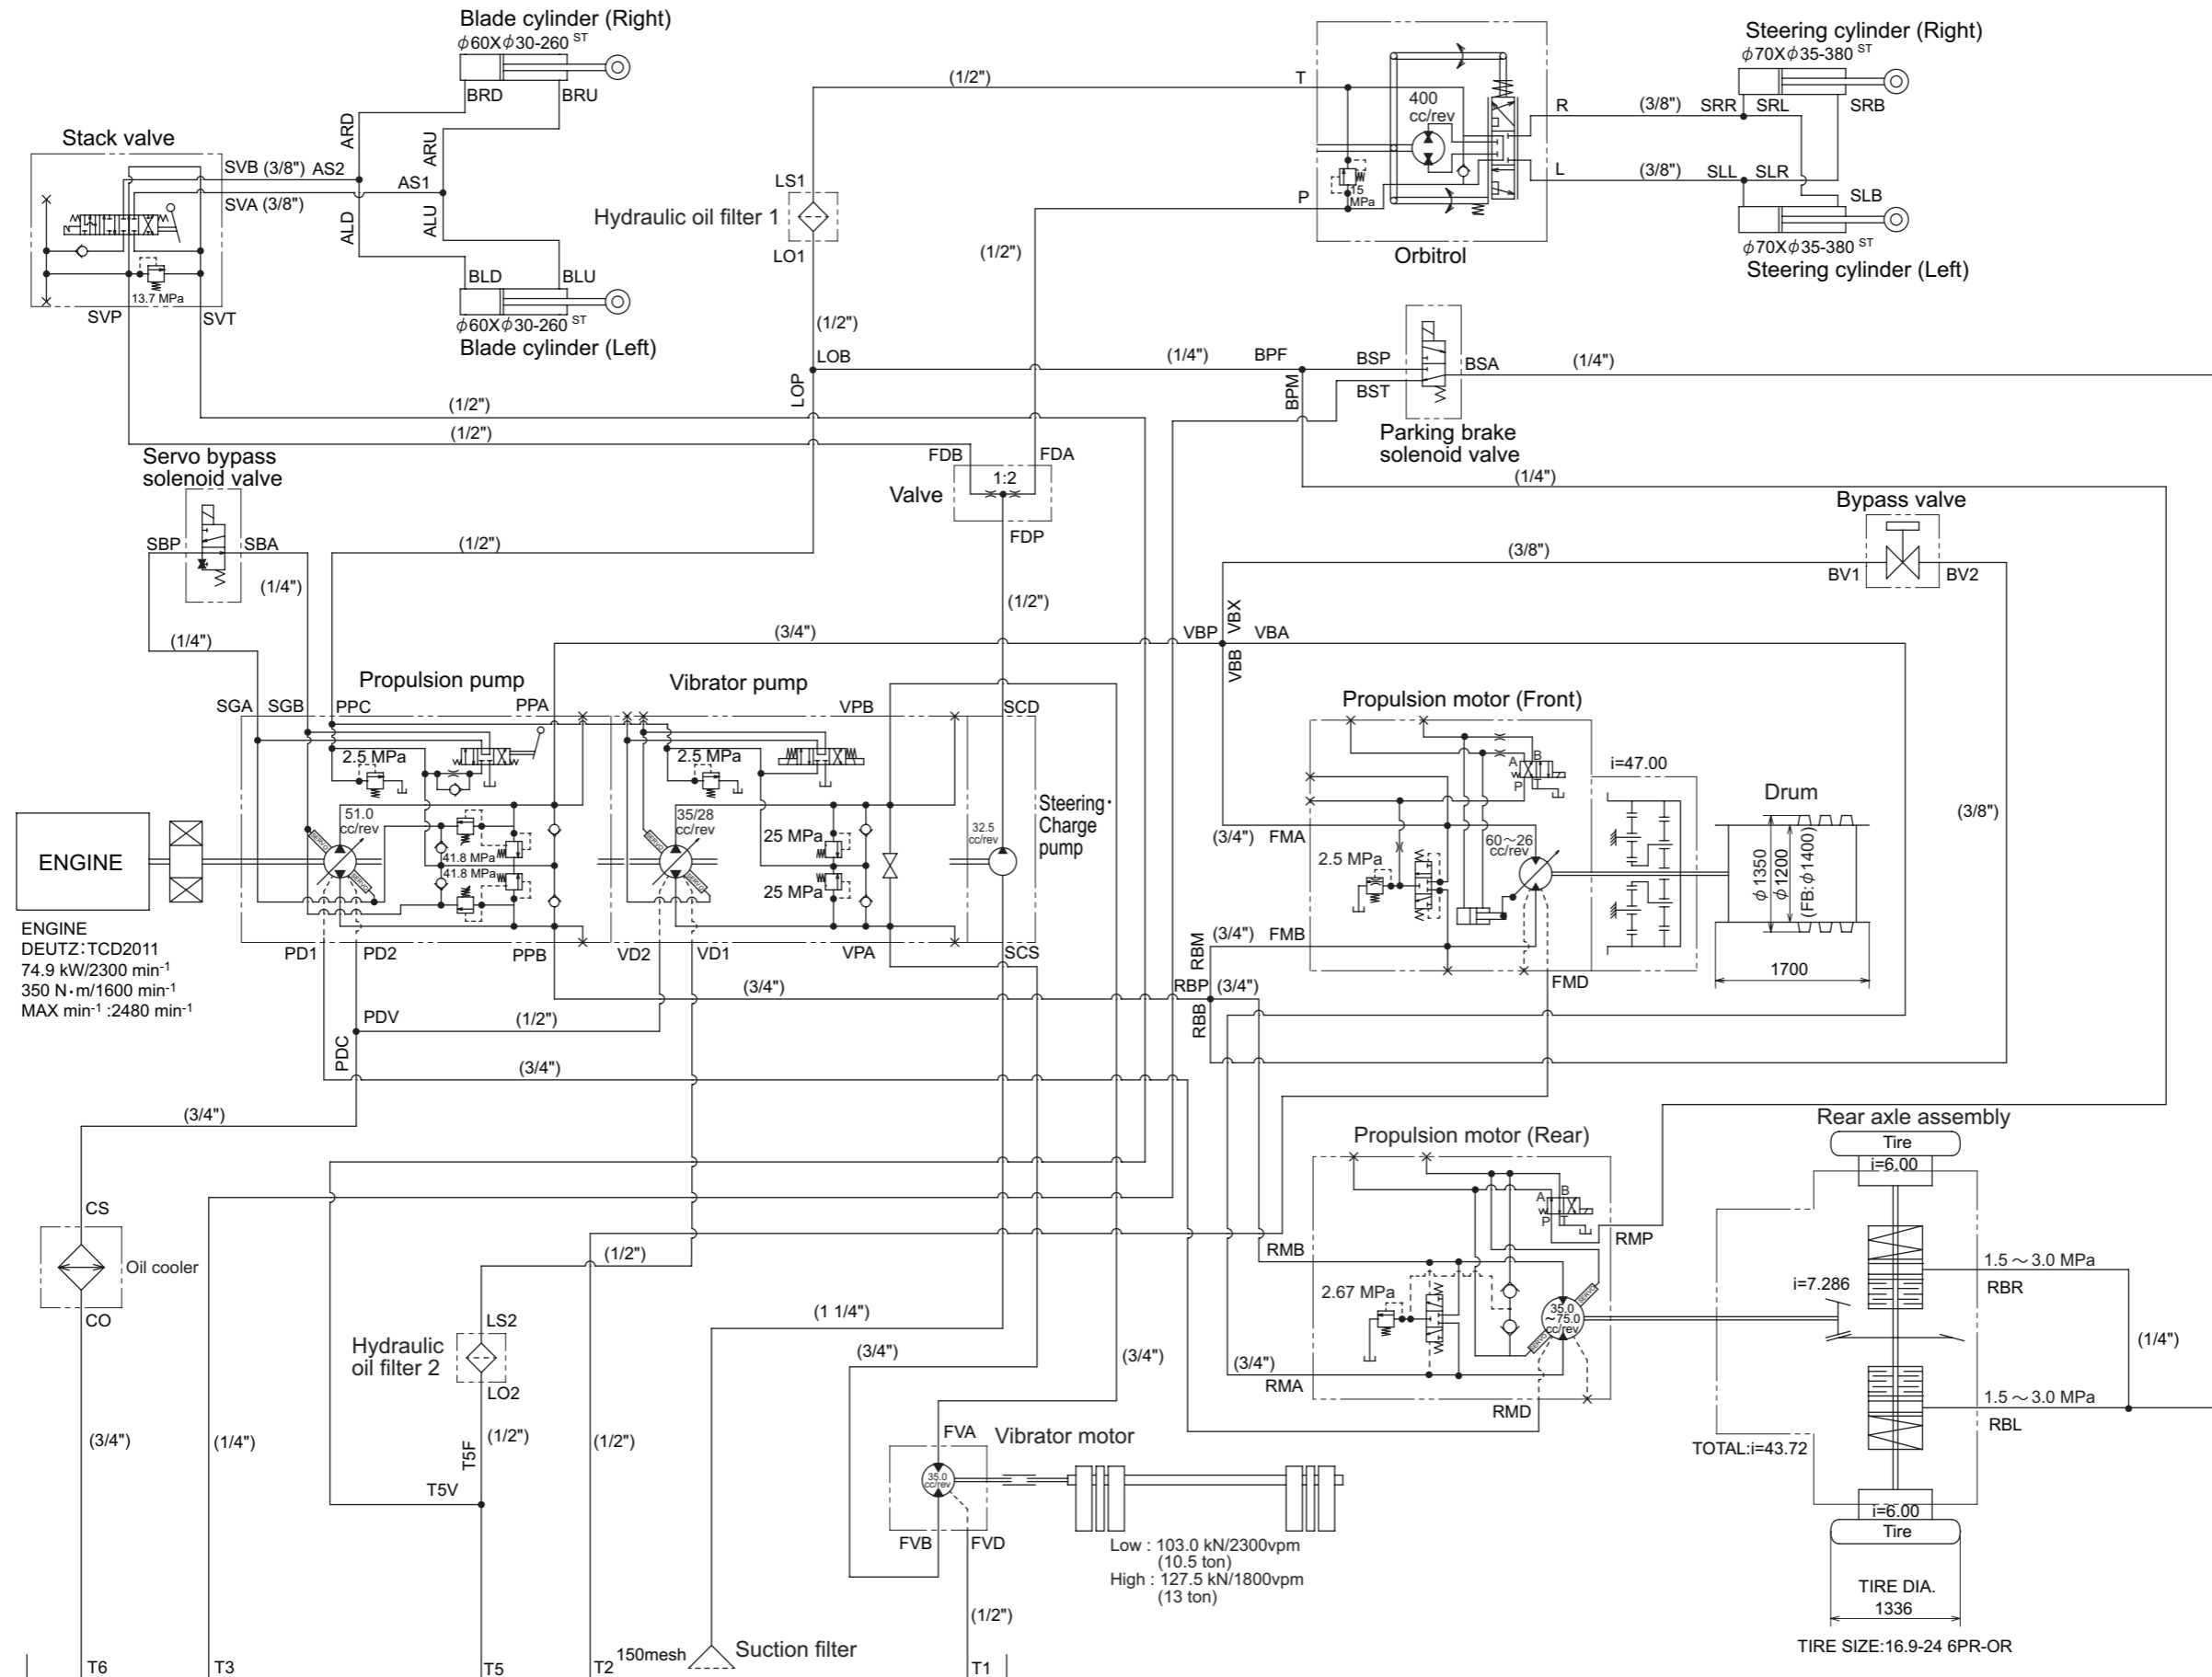 Blade cylinder (Right)
φ60Xφ30-260 ST
BRD
BRU
ARD
ARU
Stack valve
SVB (3/8") AS2
AS1
SVA (3/8")
ALD
ALU
BLD
BLU
13.7 MPa
SVP
SVT
φ60Xφ30-260 ST
Blade cylinder (Left)
(1/2")
T
LS1
Hydraulic oil filter 1
LO1
(1/2")
P
400
cc/rev
15
MPa
R
L
Orbitrol
(1/2")
Steering cylinder (Right)
φ70Xφ35-380 ST
(3/8")
SRR
SRL
SRB
(3/8")
SLL
SLR
SLB
φ70Xφ35-380 ST
Steering cylinder (Left)
LOB
LOP
(1/4")
BPF
BPM
BSP
BST
BSA
(1/4")
Parking brake
solenoid valve
(1/4")
(1/2")
(1/2")
Servo bypass
solenoid valve
SBP
SBA
(1/4")
(1/4")
(1/2")
FDB
FDA
1:2
Valve
FDP
(1/2")
Bypass valve
(3/8")
BV1
BV2
(3/8")
(3/4")
VBP
VBX
VBA
VBB
Propulsion pump
Vibrator pump
SGA
SGB
PPC
PPA
VPB
SCD
2.5 MPa
2.5 MPa
51.0
cc/rev
SERVO
SERVO
41.8 MPa
41.8 MPa
35/28
cc/rev
SERVO
SERVO
25 MPa
25 MPa
32.5
cc/rev
Steering・
Charge
pump
PD1
PD2
PPB
VD2
VD1
VPA
SCS
ENGINE
ENGINE
DEUTZ:TCD2011
74.9 kW/2300 min-1
350 N・m/1600 min-1
MAX min-1 :2480 min-1
Propulsion motor (Front)
A
B
P
(3/4")
FMA
2.5 MPa
60～26
cc/rev
(3/4")
FMB
FMD
i=47.00
Drum
φ1350
φ1200
(FB:φ1400)
1700
RBM
RBP
(3/4")
RBB
(3/4")
PDV
(1/2")
PDC
(3/4")
(3/4")
CS
Oil cooler
CO
(3/4")
(1/4")
(1/2")
LS2
Hydraulic
oil filter 2
LO2
(1/2")
T5F
T5V
(1/2")
(1 1/4")
(3/4")
(3/4")
Propulsion motor (Rear)
A
B
P
RMB
RMP
2.67 MPa
35.0
～75.0
cc/rev
SERVO
SERVO
(3/4")
RMA
RMD
Rear axle assembly
Tire
i=6.00
i=7.286
1.5～3.0 MPa
RBR
(1/4")
1.5～3.0 MPa
RBL
TOTAL:i=43.72
i=6.00
Tire
TIRE DIA.
1336
TIRE SIZE:16.9-24 6PR-OR
FVA
Vibrator motor
35.0
cc/rev
FVB
FVD
Low : 103.0 kN/2300vpm
(10.5 ton)
High : 127.5 kN/1800vpm
(13 ton)
(1/2")
150mesh
Suction filter
T6
T3
T5
T2
T1